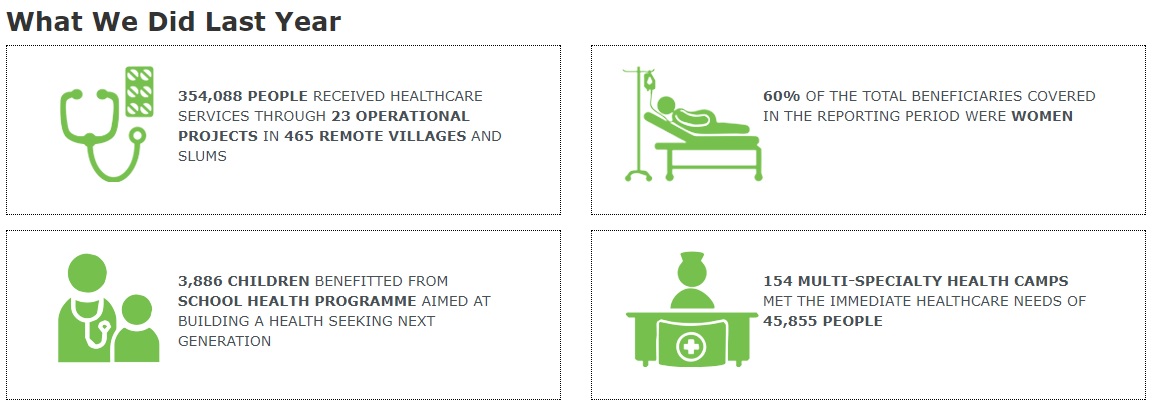 What We Did Last Year
354,088 PEOPLE RECEIVED HEALTHCARE
SERVICES THROUGH 23 OPERATIONAL
PROJECTS IN 465 REMOTE VILLAGES AND
SLUMS
60% OF THE TOTAL BENEFICIARIES COVERED
IN THE REPORTING PERIOD WERE WOMEN
3,886 CHILDREN BENEFITTED FROM
SCHOOL HEALTH PROGRAMME AIMED AT
BUILDING A HEALTH SEEKING NEXT
GENERATION
154 MULTI-SPECIALTY HEALTH CAMPS
MET THE IMMEDIATE HEALTHCARE NEEDS OF
45,855 PEOPLE